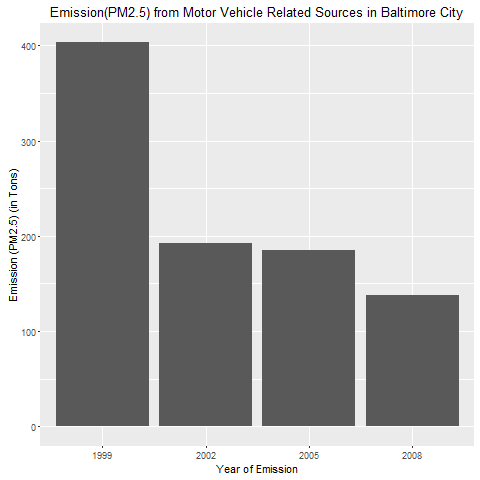 Emission(PM2.5) from Motor Vehicle Related Sources in Baltimore City
Emission (PM2.5) (in Tons)
400
300
200
100
0
1999 2002 2005 2008
Year of Emission